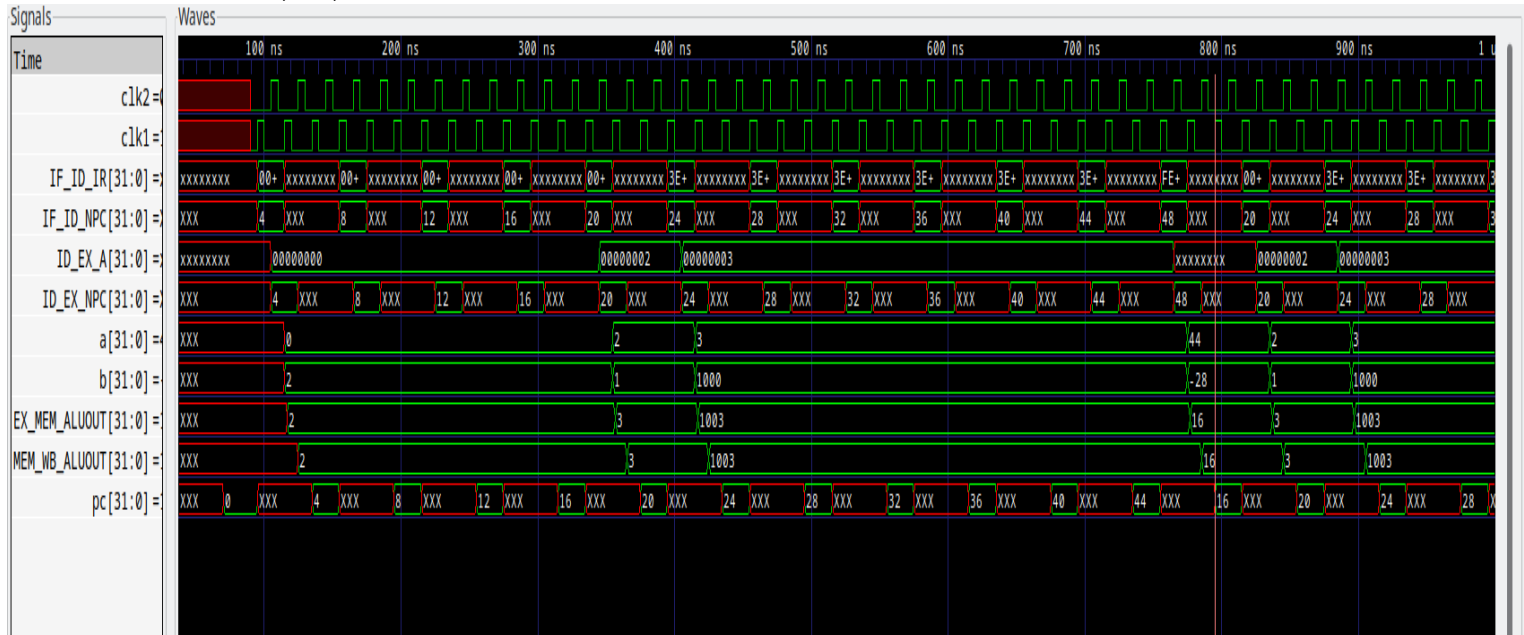 Signals Waves
Time 100 ns 200 ns 300 ns 400 ns 500 ns 600 ns 700 ns 800 ns 900 ns 1 u
clk2 =
clk1 =
IF_ID_IR[31:0] = xxxxxxxx 00+ xxxxxxxx 00+ xxxxxxxx 00+ xxxxxxxx 00+ xxxxxxxx 00+ xxxxxxxx 3E+ xxxxxxxx 3E+ xxxxxxxx 3E+ xxxxxxxx 3E+ xxxxxxxx 3E+ xxxxxxxx 3E+ xxxxxxxx FE+ xxxxxxxx 00+ xxxxxxxx 3E+ xxxxxxxx 3E+ xxxxxxxx
IF_ID_NPC[31:0] = XXX 4 XXX 8 XXX 12 XXX 16 XXX 20 XXX 24 XXX 28 XXX 32 XXX 36 XXX 40 XXX 44 XXX 48 XXX 20 XXX 24 XXX 28 XXX
ID_EX_A[31:0] = xxxxxxxx 00000000 00000002 00000003 xxxxxxxx 00000002 00000003
ID_EX_NPC[31:0] = XXX 4 XXX 8 XXX 12 XXX 16 XXX 20 XXX 24 XXX 28 XXX 32 XXX 36 XXX 40 XXX 44 XXX 48 XXX 20 XXX 24 XXX 28 XXX
a[31:0] = XXX 0 2 3 44 2 3
b[31:0] = XXX 2 1 1000 -28 1 1000
EX_MEM_ALUOUT[31:0] = XXX 2 3 1003 16 3 1003
MEM_WB_ALUOUT[31:0] = XXX 2 3 1003 16 3 1003
pc[31:0] = XXX 0 XXX 4 XXX 8 XXX 12 XXX 16 XXX 20 XXX 24 XXX 28 XXX 32 XXX 36 XXX 40 XXX 44 XXX 16 XXX 20 XXX 24 XXX 28